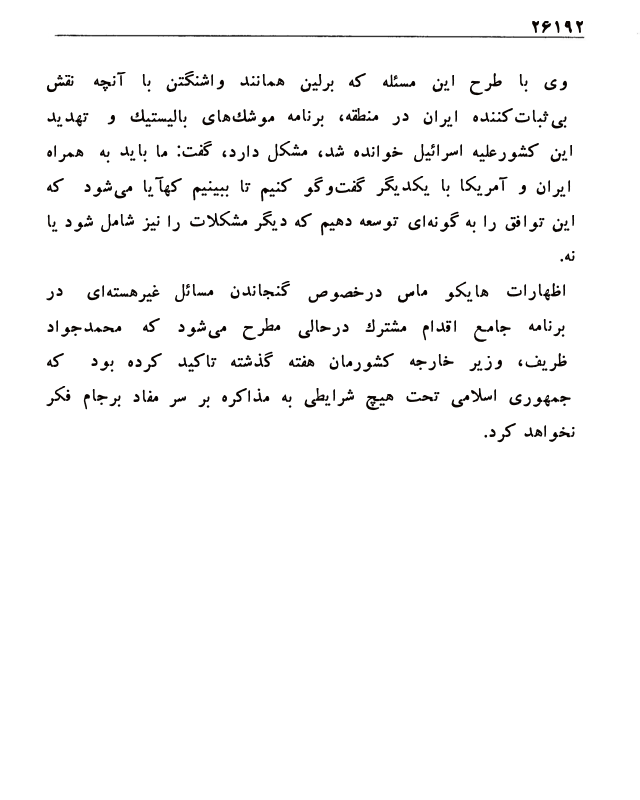 ۲۶۱۹۲
وی با طرح این مسئله که برلین همانند واشنگتن با آنچه نقش
بی‌ثبات‌کننده ایران در منطقه، برنامه موشك‌های بالیستیك و تهدید
این کشورعلیه اسرائیل خوانده شد، مشکل دارد، گفت: ما باید به همراه
ایران و آمریکا با یکدیگر گفت‌وگو کنیم تا ببینیم کهآیا می‌شود که
این توافق را به گونه‌ای توسعه دهیم که دیگر مشکلات را نیز شامل شود یا
نه.
اظهارات هایکو ماس درخصوص گنجاندن مسائل غیرهسته‌ای در
برنامه جامع اقدام مشترك درحالی مطرح می‌شود که محمدجواد
ظریف، وزیر خارجه کشورمان هفته گذشته تاکید کرده بود که
جمهوری اسلامی تحت هیچ شرایطی به مذاکره بر سر مفاد برجام فکر
نخواهد کرد.